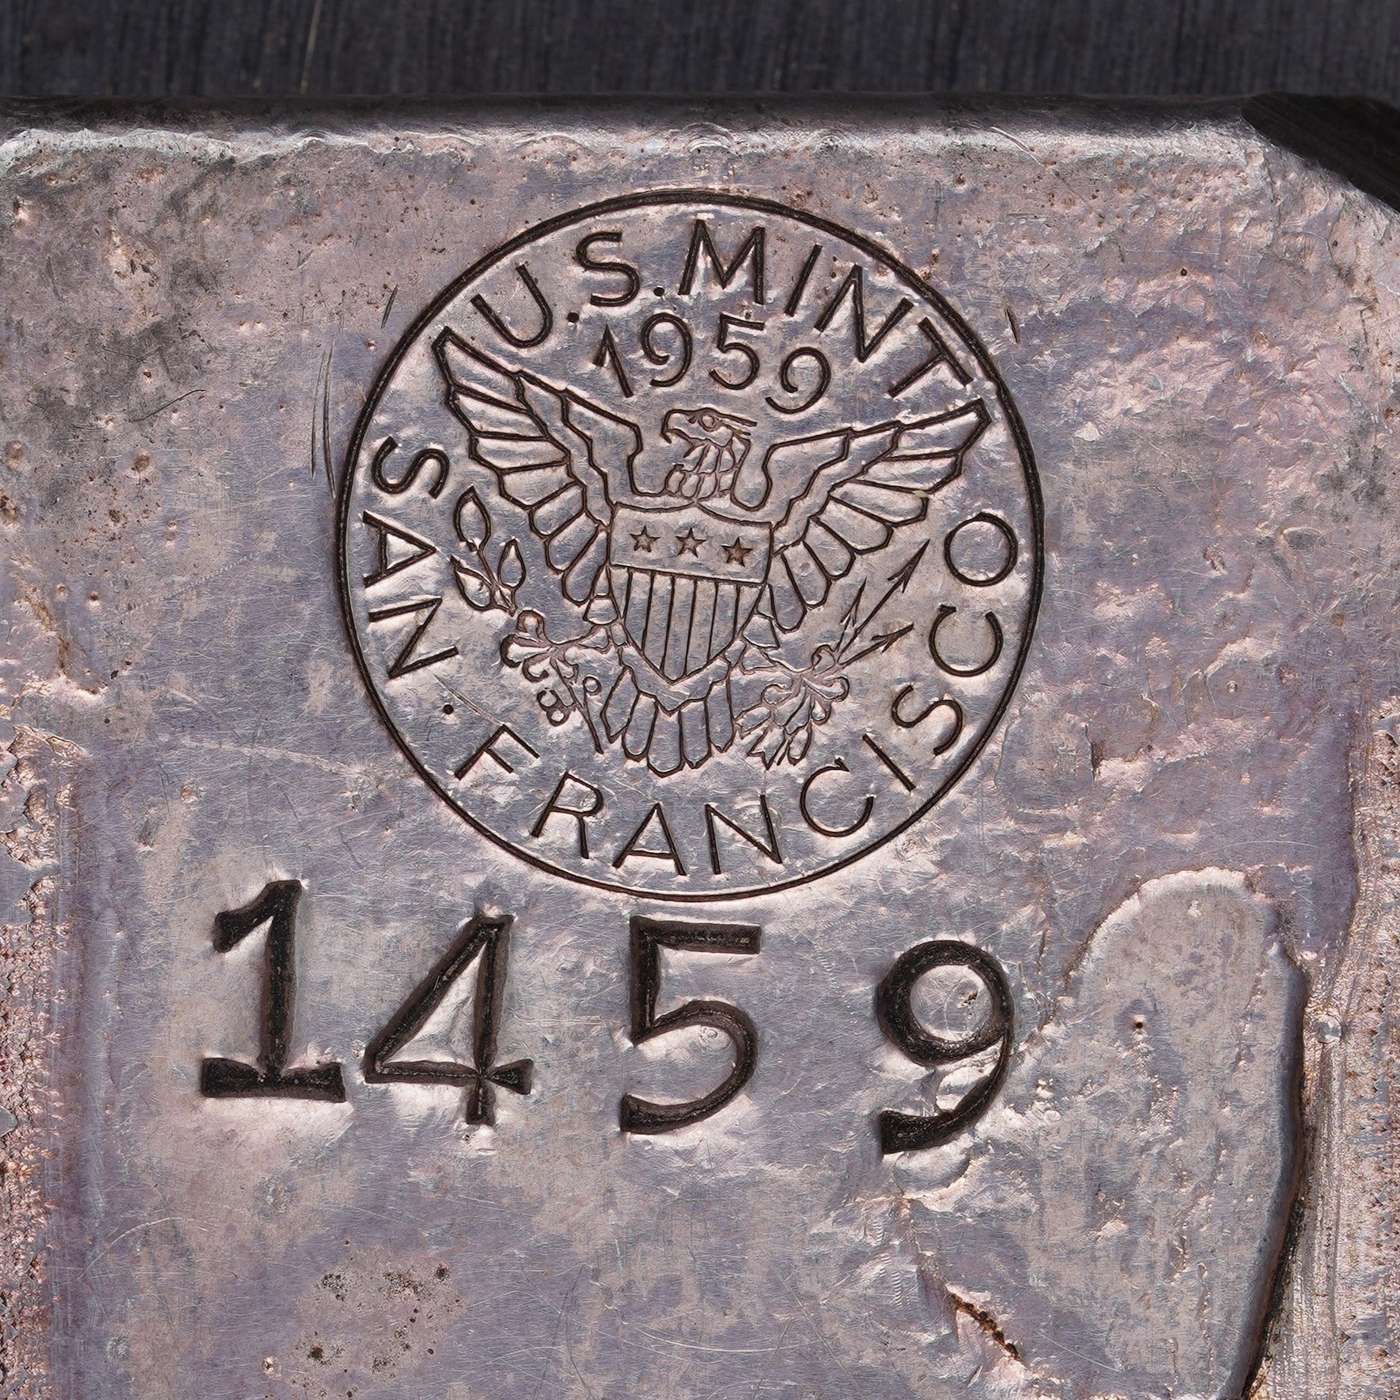 U.S. MINT
1959
SAN · FRANCISCO
1459